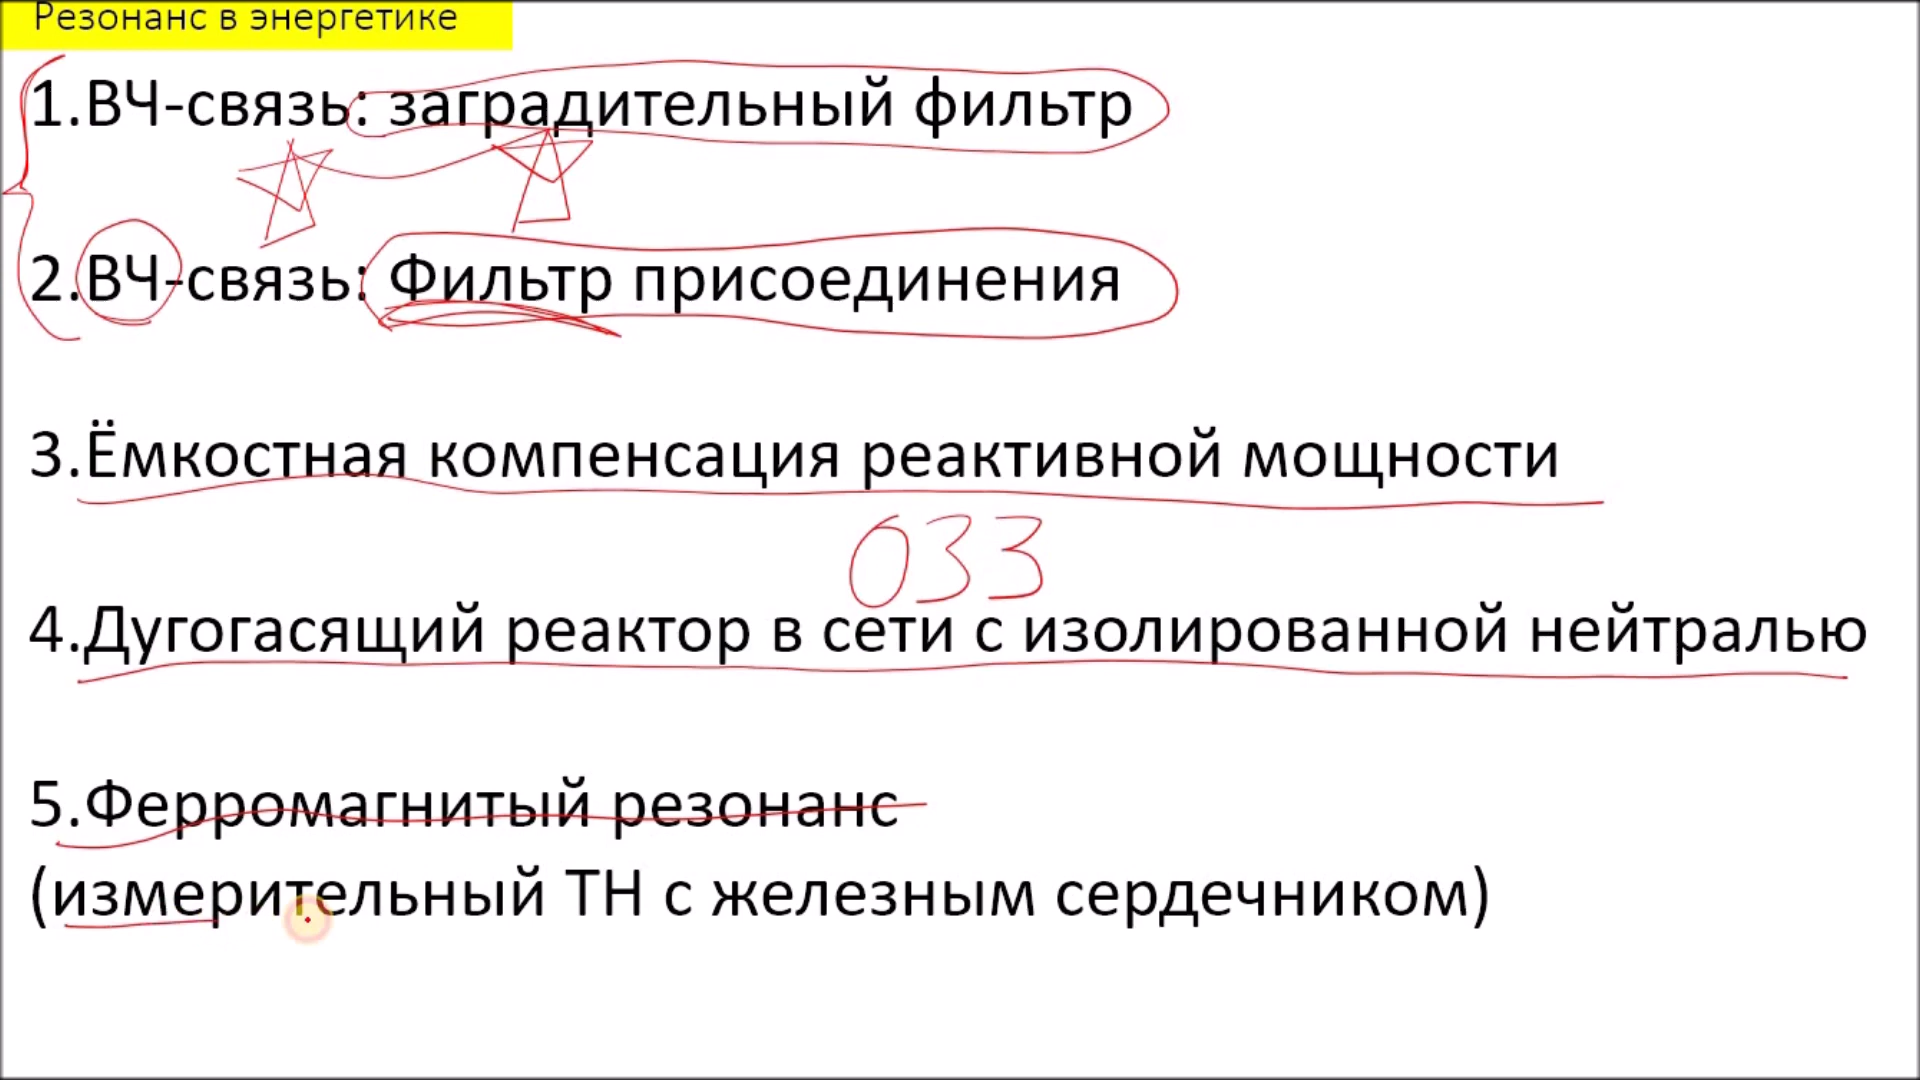 Резонанс в энергетике
1.ВЧ-связь: заградительный фильтр
2.ВЧ-связь: Фильтр присоединения
3.Ёмкостная компенсация реактивной мощности
ОЗЗ
4.Дугогасящий реактор в сети с изолированной нейтралью
5.Ферромагнитый резонанс
(измерительный ТН с железным сердечником)